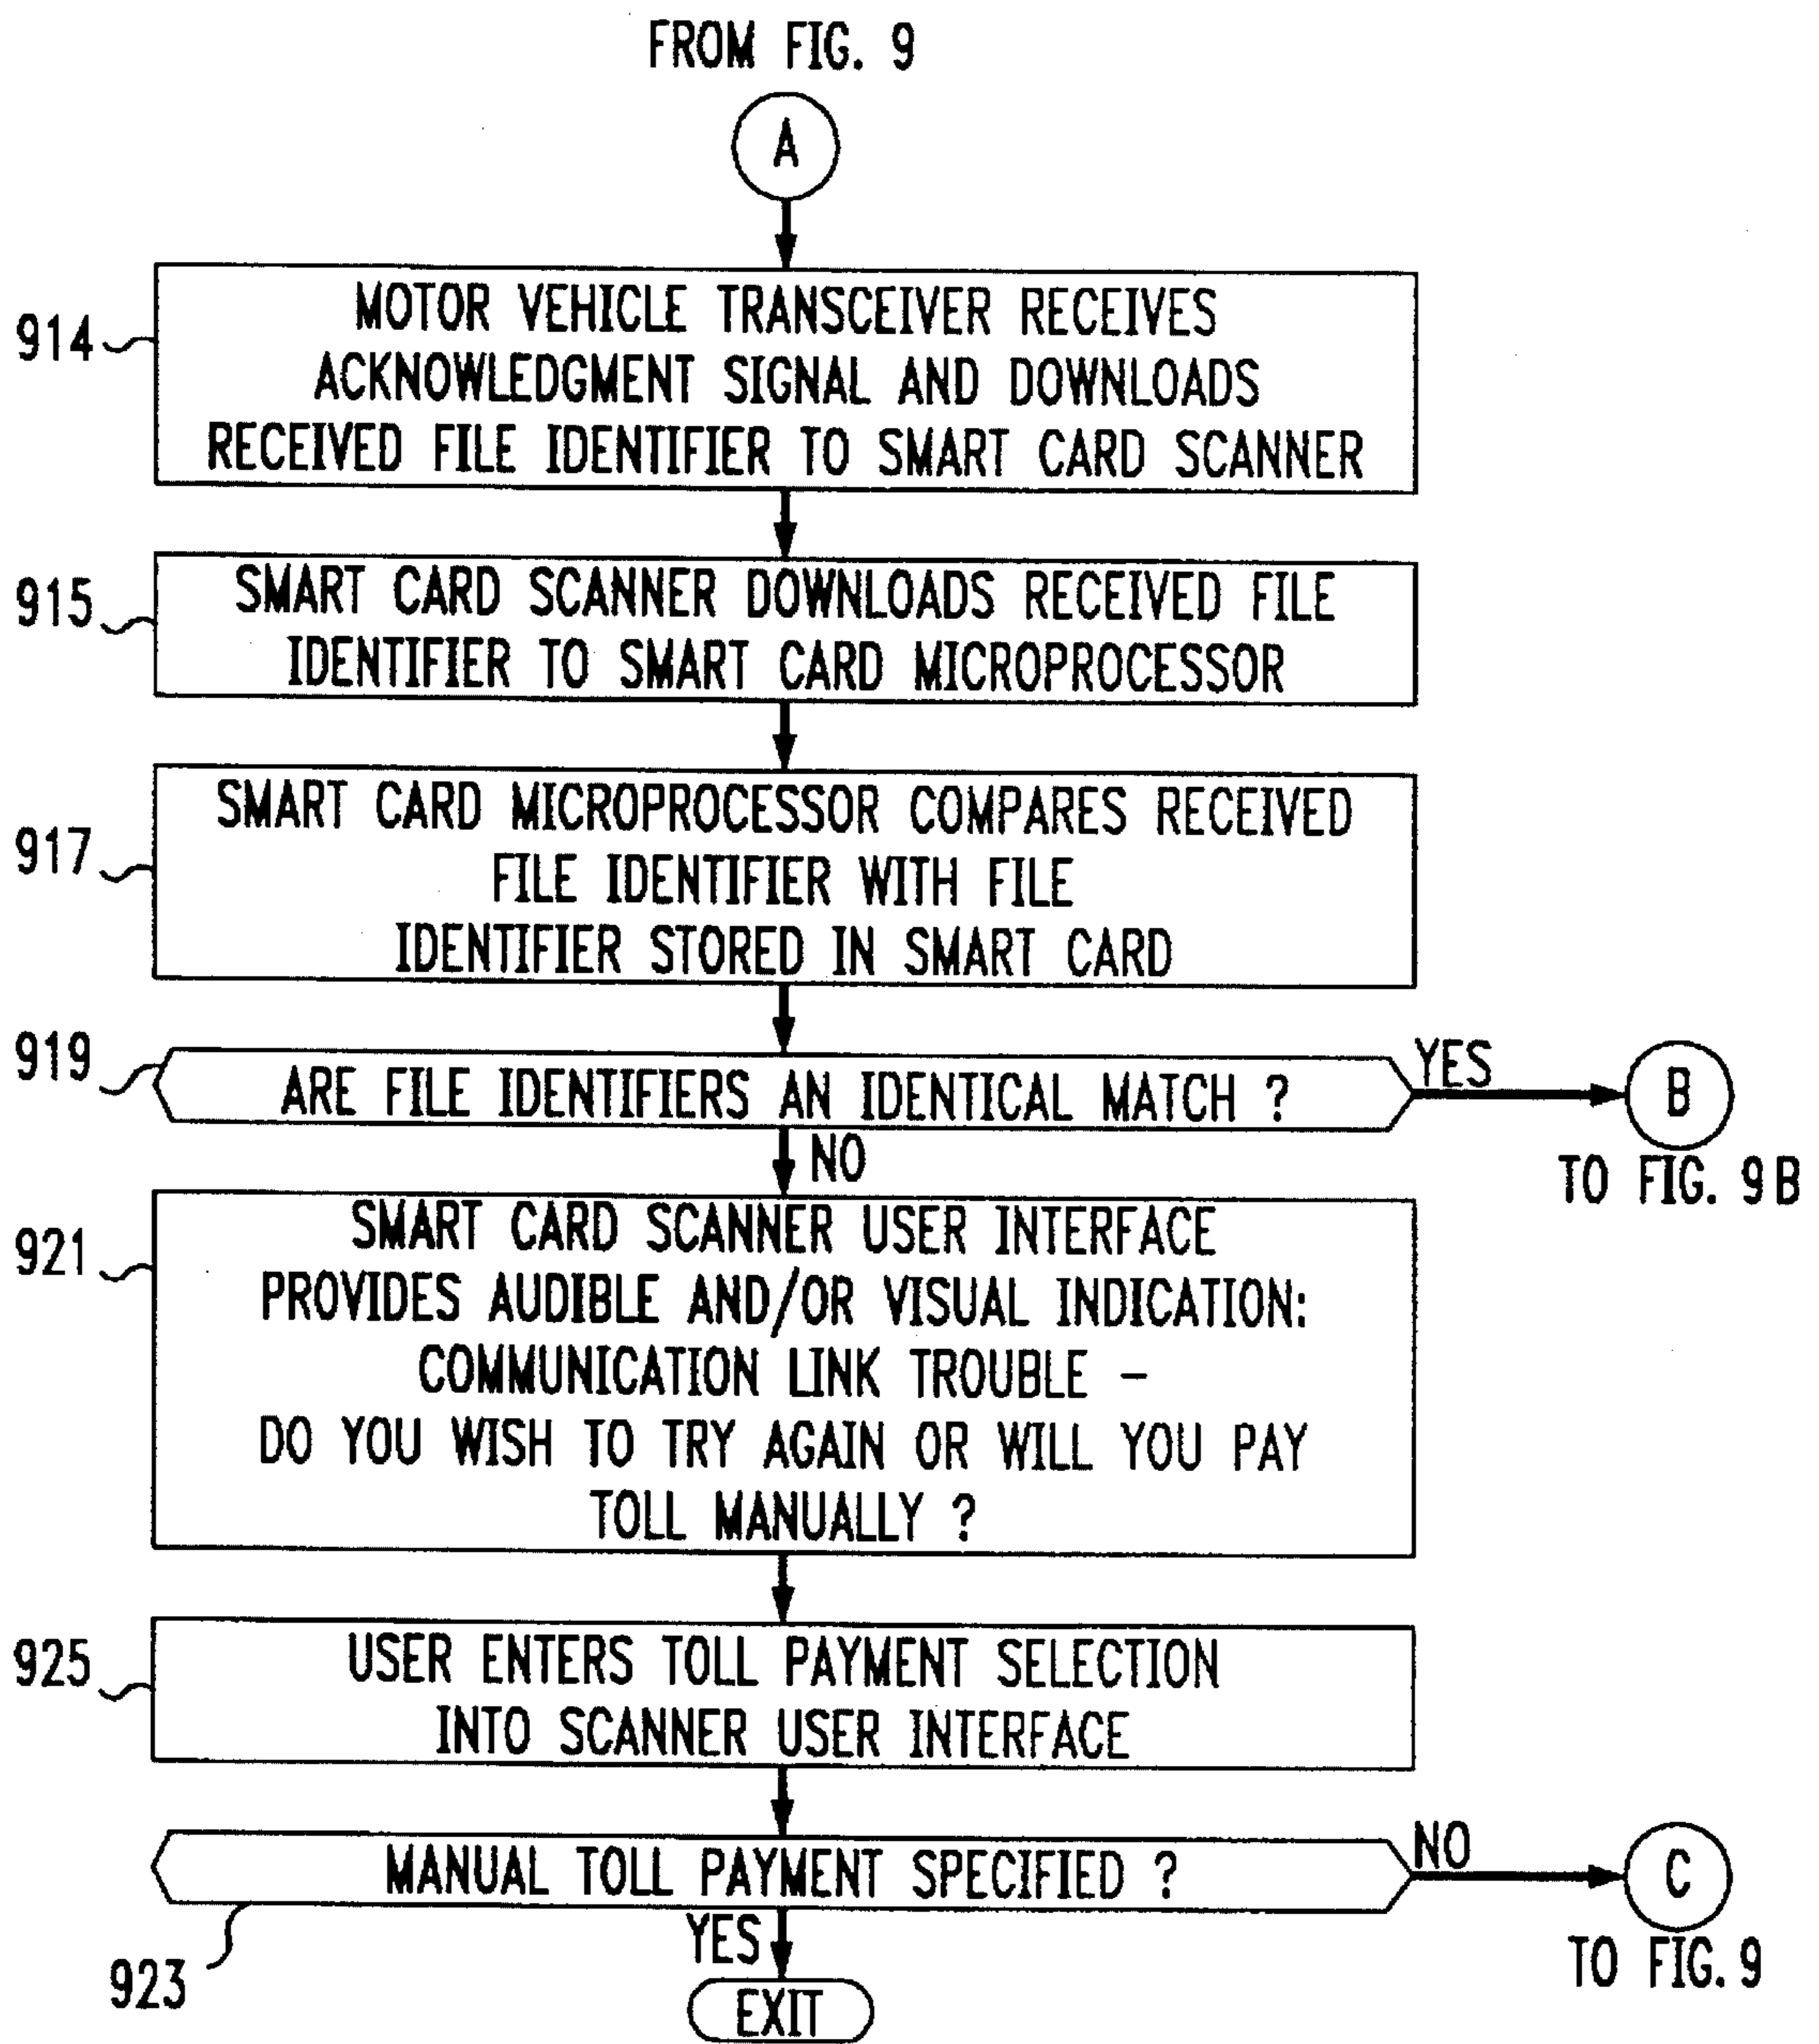 FROM FIG. 9
A
914
MOTOR VEHICLE TRANSCEIVER RECEIVES
ACKNOWLEDGMENT SIGNAL AND DOWNLOADS
RECEIVED FILE IDENTIFIER TO SMART CARD SCANNER
915
SMART CARD SCANNER DOWNLOADS RECEIVED FILE
IDENTIFIER TO SMART CARD MICROPROCESSOR
917
SMART CARD MICROPROCESSOR COMPARES RECEIVED
FILE IDENTIFIER WITH FILE
IDENTIFIER STORED IN SMART CARD
919
ARE FILE IDENTIFIERS AN IDENTICAL MATCH ?
YES
B
TO FIG. 9B
NO
921
SMART CARD SCANNER USER INTERFACE
PROVIDES AUDIBLE AND/OR VISUAL INDICATION:
COMMUNICATION LINK TROUBLE –
DO YOU WISH TO TRY AGAIN OR WILL YOU PAY
TOLL MANUALLY ?
925
USER ENTERS TOLL PAYMENT SELECTION
INTO SCANNER USER INTERFACE
MANUAL TOLL PAYMENT SPECIFIED ?
NO
C
TO FIG. 9
923
YES
EXIT